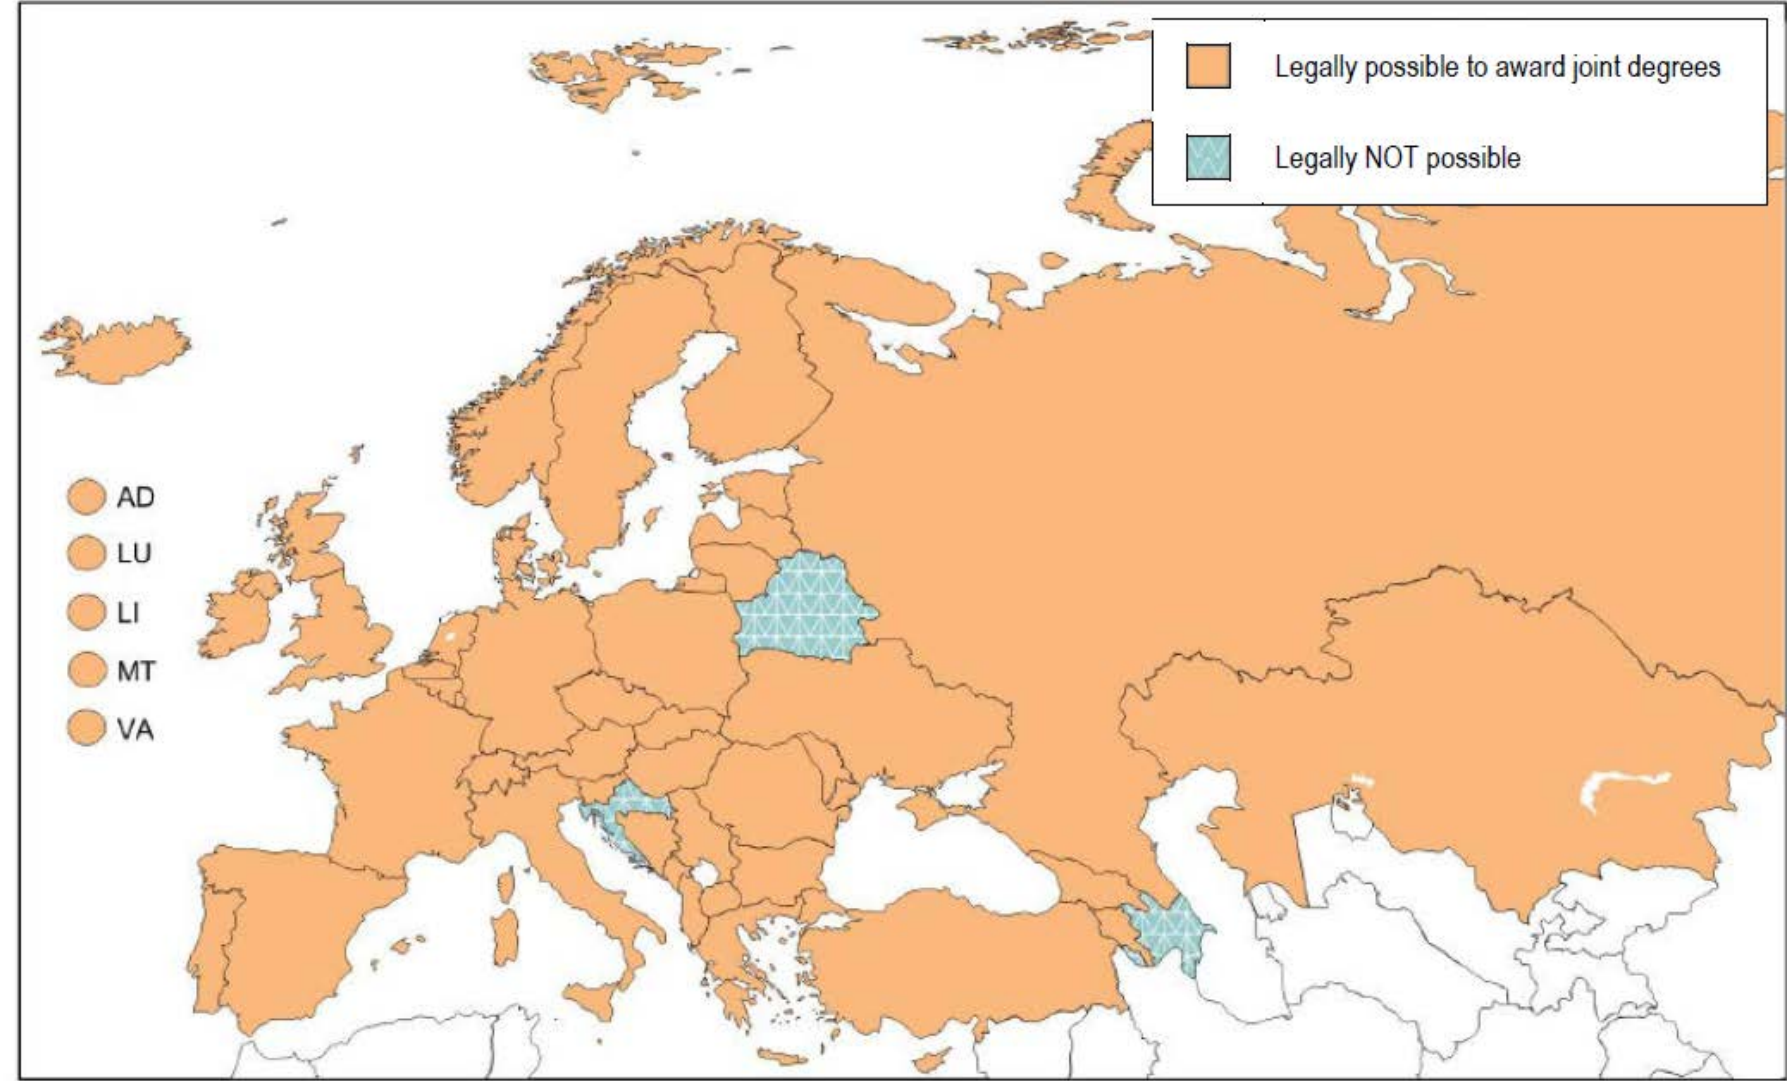 Legally possible to award joint degrees
Legally NOT possible
AD
LU
LI
MT
VA